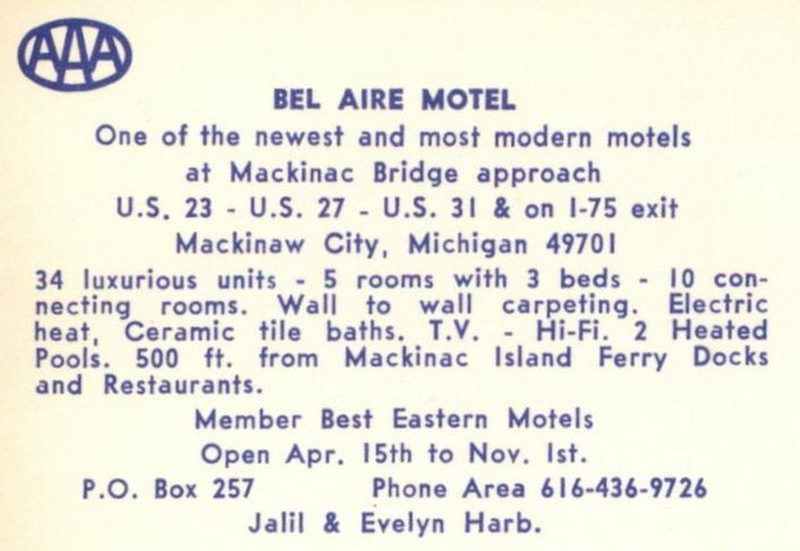 AAA
BEL AIRE MOTEL
One of the newest and most modern motels
at Mackinac Bridge approach
U.S. 23 - U.S. 27 - U.S. 31 & on I-75 exit
Mackinaw City, Michigan 49701
34 luxurious units - 5 rooms with 3 beds - 10 con-
necting rooms. Wall to wall carpeting. Electric
heat, Ceramic tile baths. T.V. - Hi-Fi. 2 Heated
Pools. 500 ft. from Mackinac Island Ferry Docks
and Restaurants.
Member Best Eastern Motels
Open Apr. 15th to Nov. 1st.
P.O. Box 257 Phone Area 616-436-9726
Jalil & Evelyn Harb.